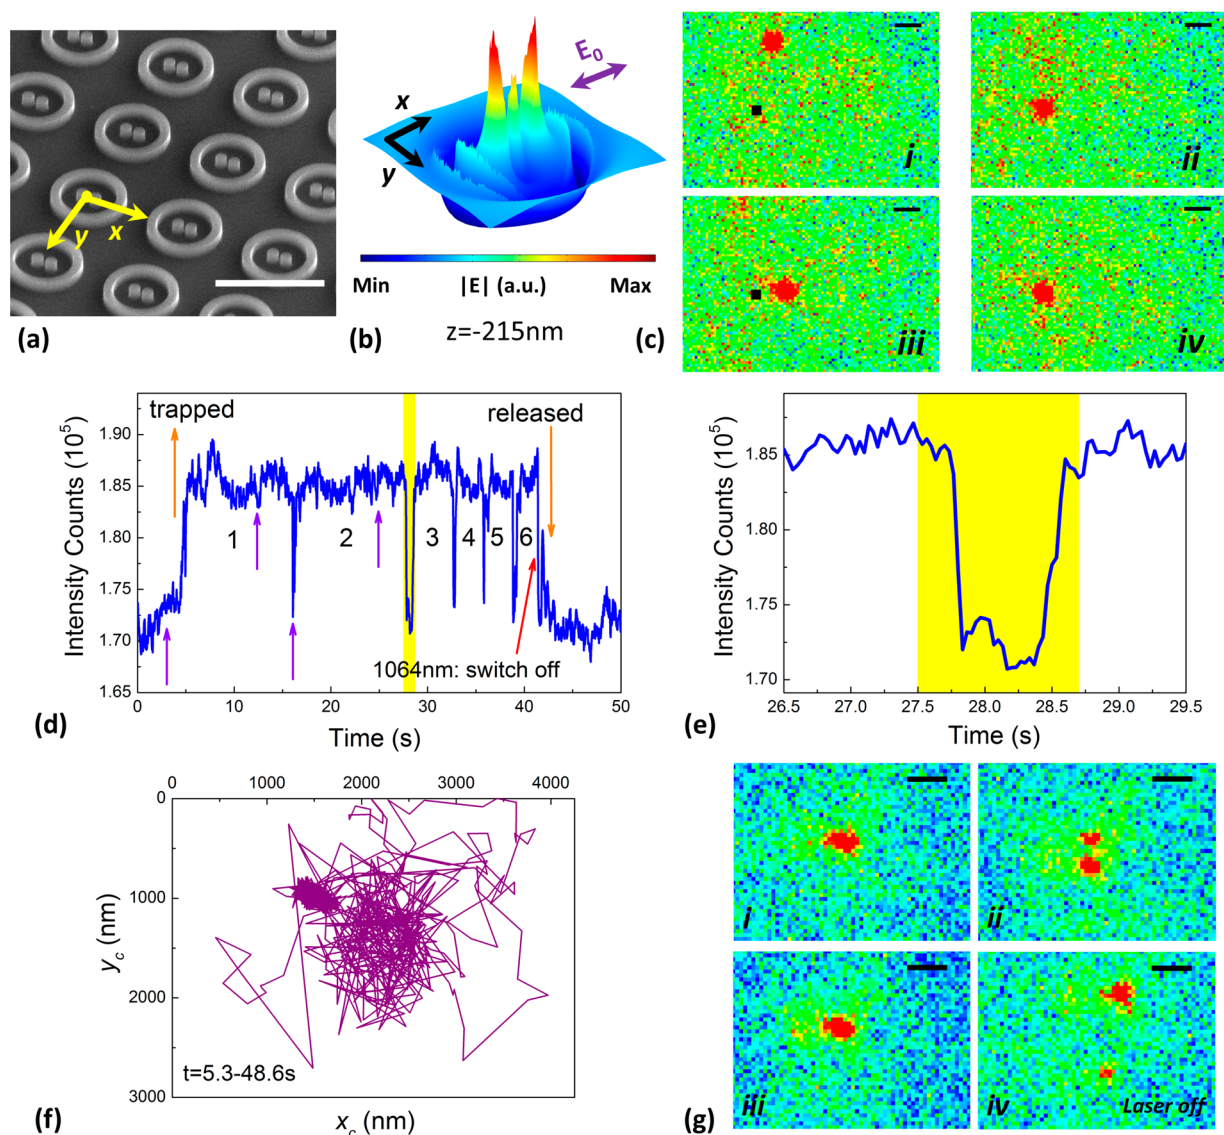 y
x
(a)
x
y
E₀
Min |E| (a.u.) Max
z=-215nm
(b)
i
ii
iii
iv
(c)
Intensity Counts (10⁵)
1.90
1.85
1.80
1.75
1.70
1.65
trapped
released
1 2 3 4 5 6
1064nm: switch off
0 10 20 30 40 50
Time (s)
(d)
Intensity Counts (10⁵)
1.85
1.80
1.75
1.70
26.5 27.0 27.5 28.0 28.5 29.0 29.5
Time (s)
(e)
0 1000 2000 3000 4000
0
1000
2000
3000
y_c (nm)
t=5.3-48.6s
x_c (nm)
(f)
i
ii
iii
iv
Laser off
(g)